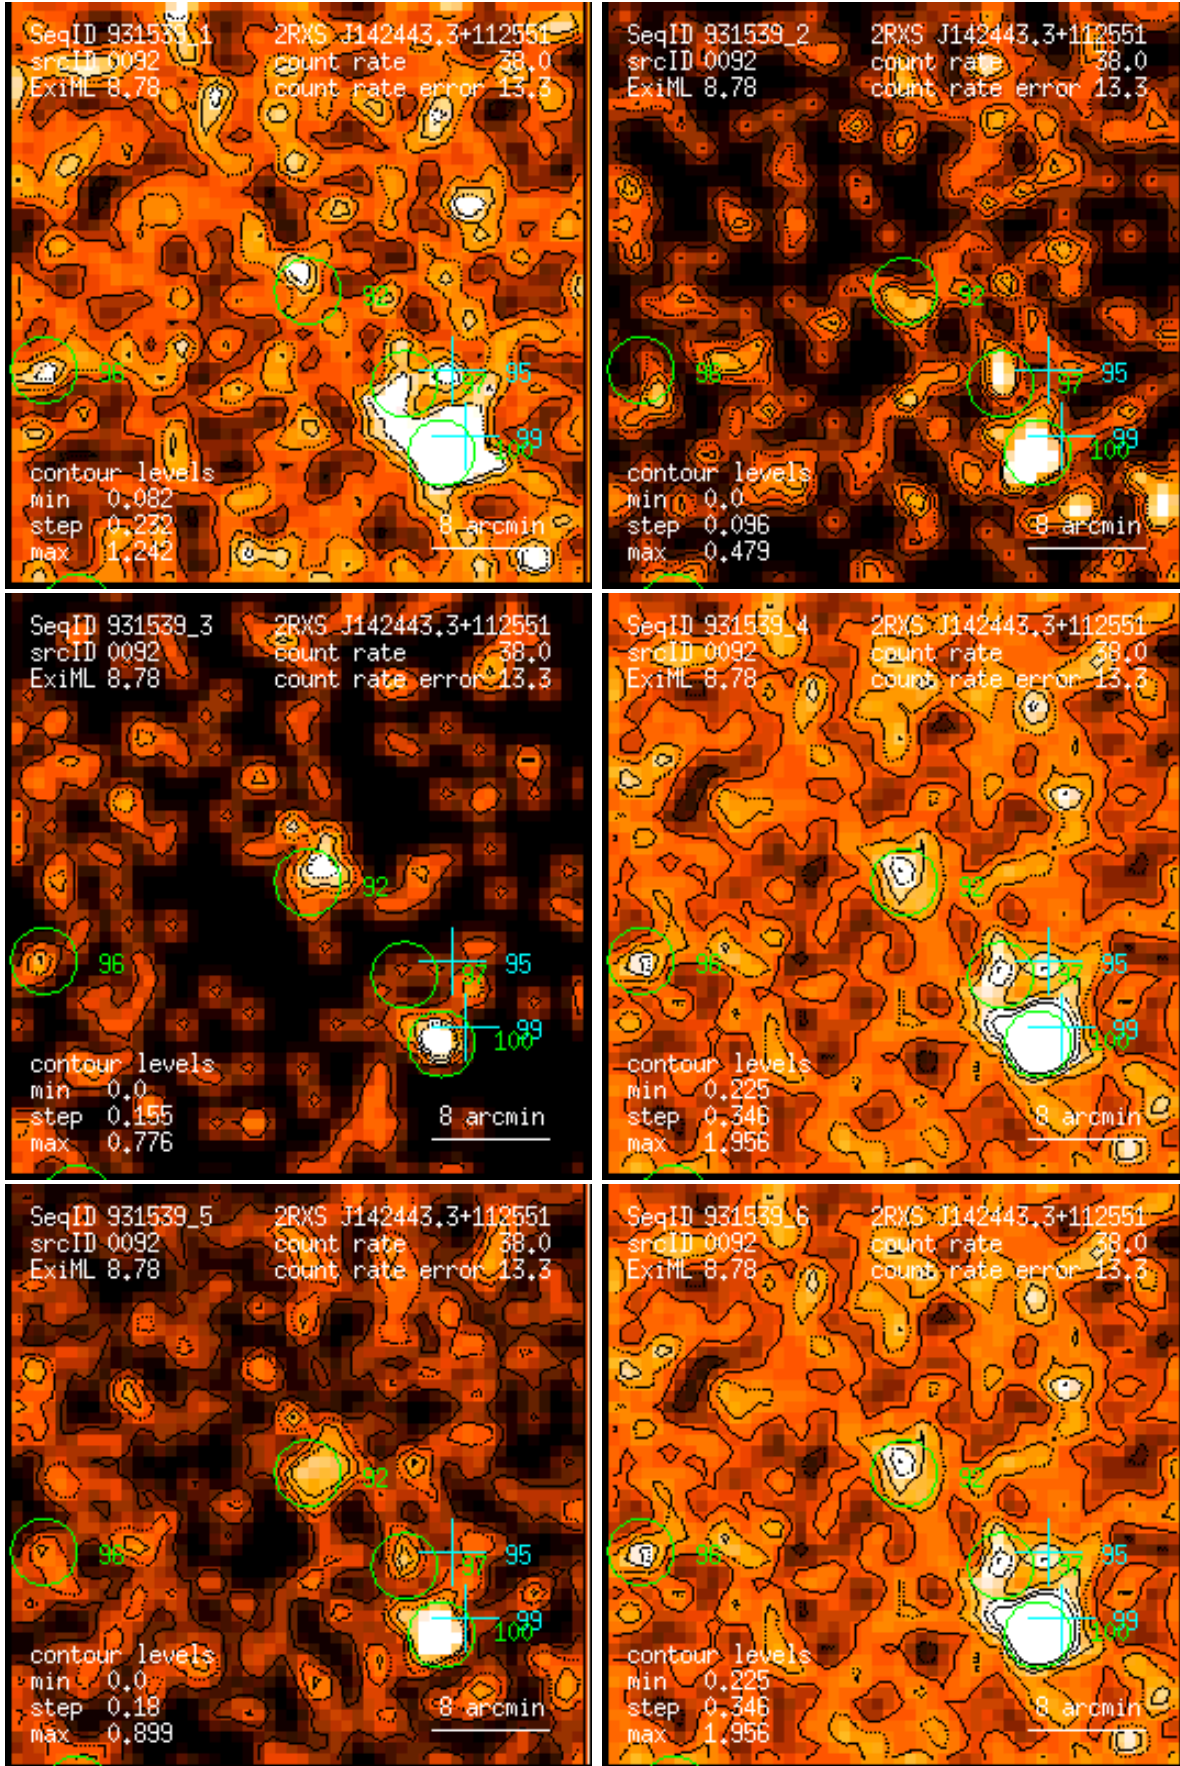 SeqID 931539_1 2RXS J142443.3+112551
srcID 0092 count rate 38.0
ExiML 8.78 count rate error 13.3
92
96
95
97
99
100
contour levels
min 0.082
step 0.232
max 1.242
8 arcmin
SeqID 931539_2 2RXS J142443.3+112551
srcID 0092 count rate 38.0
ExiML 8.78 count rate error 13.3
92
96
95
97
99
100
contour levels
min 0.0
step 0.096
max 0.479
8 arcmin
SeqID 931539_3 2RXS J142443.3+112551
srcID 0092 count rate 38.0
ExiML 8.78 count rate error 13.3
92
96
95
97
99
100
contour levels
min 0.0
step 0.155
max 0.776
8 arcmin
SeqID 931539_4 2RXS J142443.3+112551
srcID 0092 count rate 38.0
ExiML 8.78 count rate error 13.3
92
96
95
97
99
100
contour levels
min 0.225
step 0.346
max 1.956
8 arcmin
SeqID 931539_5 2RXS J142443.3+112551
srcID 0092 count rate 38.0
ExiML 8.78 count rate error 13.3
92
96
95
97
99
100
contour levels
min 0.0
step 0.18
max 0.899
8 arcmin
SeqID 931539_6 2RXS J142443.3+112551
srcID 0092 count rate 38.0
ExiML 8.78 count rate error 13.3
92
96
95
97
99
100
contour levels
min 0.225
step 0.346
max 1.956
8 arcmin